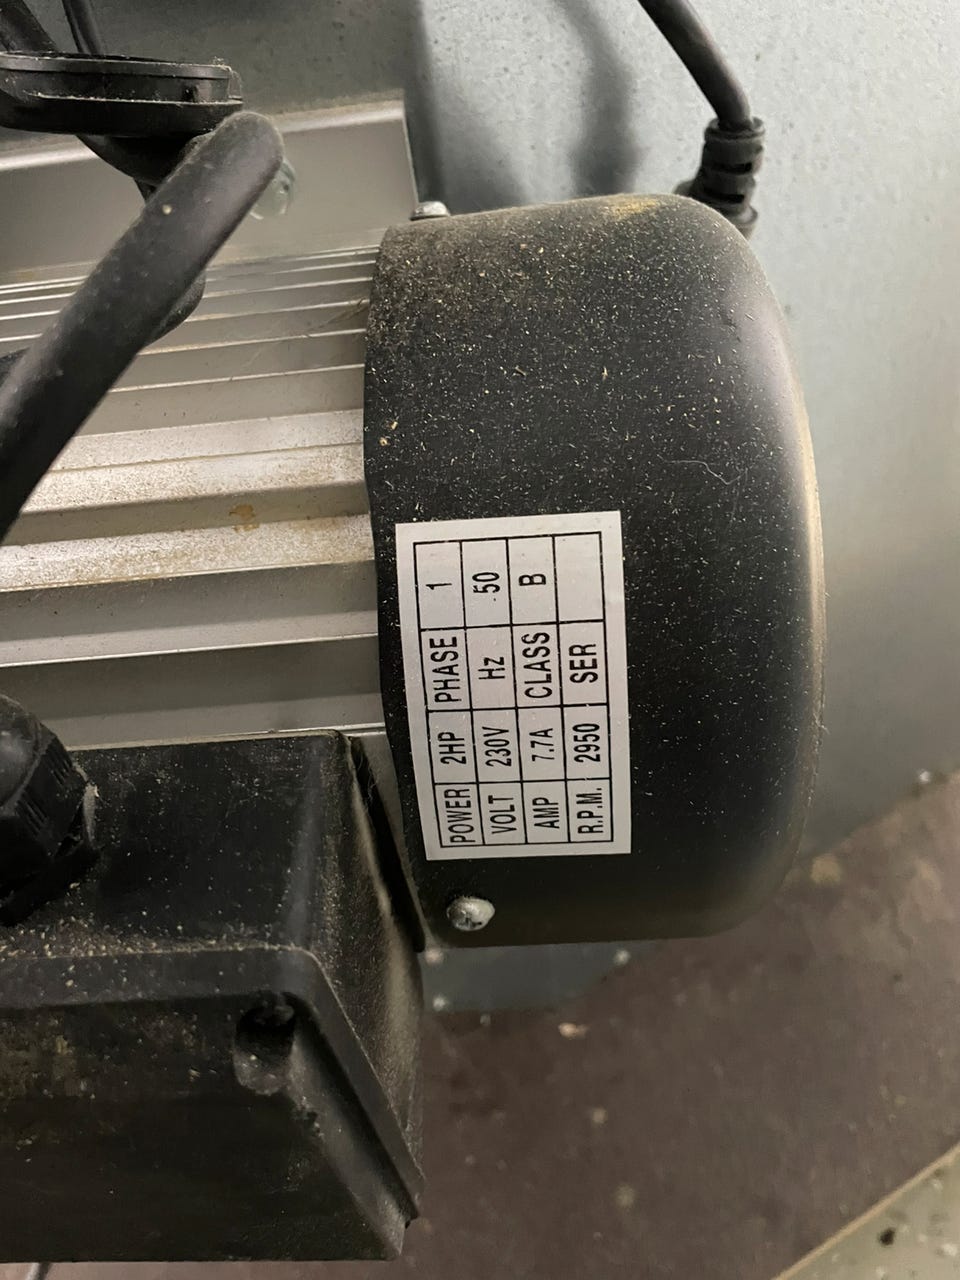 POWER 2HP PHASE 1
VOLT 230V Hz 50
AMP 7.7A CLASS B
R.P.M. 2950 SER